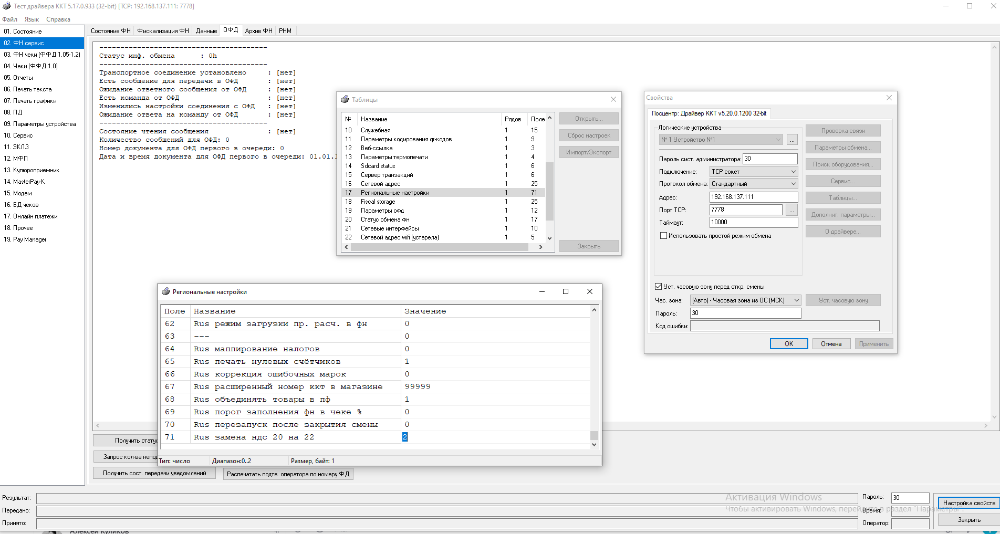 Тест драйвера ККТ 5.17.0.933 (32-bit) [TCP: 192.168.137.111: 7778]
Файл Язык Справка
01. Состояние
02. ФН сервис
03. ФН чеки (ФФД 1.05-1.2)
04. Чеки (ФФД 1.0)
05. Отчеты
06. Печать текста
07. Печать графики
08. ПД
09. Параметры устройства
10. Сервис
11. ЭКЛЗ
12. МФП
13. Купюроприемник
14. MasterPay-K
15. Модем
16. БД чеков
17. Онлайн платежи
18. Прочее
19. Pay Manager
Состояние ФН Фискализация ФН Данные ОФД Архив ФН РНМ
----------------------------------------
Статус инф. обмена : 0h
----------------------------------------
Транспортное соединение установлено : [нет]
Есть сообщение для передачи в ОФД : [нет]
Ожидание ответного сообщения от ОФД : [нет]
Есть команда от ОФД : [нет]
Изменились настройки соединения с ОФД : [нет]
Ожидание ответа на команду от ОФД : [нет]
----------------------------------------
Состояние чтения сообщения : [нет]
Количество сообщений для ОФД: 0
Номер документа для ОФД первого в очереди: 0
Дата и время документа для ОФД первого в очереди: 01.01.
Таблицы
№ Название Рядов Поле
10 Служебная 1 15
11 Параметры кодирования qr-кодов 1 9
12 Веб-ссылка 1 3
13 Параметры термопечати 1 4
14 Sdcard status 1 6
15 Сервер транзакций 1 6
16 Сетевой адрес 1 25
17 Региональные настройки 1 71
18 Fiscal storage 1 25
19 Параметры офд 1 12
20 Статус обмена фн 1 17
21 Сетевые интерфейсы 1 10
22 Сетевой адрес wifi (устарела) 1 5
Открыть...
Сброс настроек
Импорт/Экспорт
Закрыть
Свойства
Посцентр: Драйвер ККТ v5.20.0.1200 32-bit
Логические устройства
№ 1 Устройство №1 ...
Пароль сист. администратора: 30
Подключение: TCP сокет
Протокол обмена: Стандартный
Адрес: 192.168.137.111
Порт TCP: 7778 ...
Таймаут: 10000
Использовать простой режим обмена
Проверка связи
Параметры обмена...
Поиск оборудования...
Сервис...
Таблицы...
Дополнит. параметры...
О драйвере...
Уст. часовую зону перед откр. смены
Час. зона: (Авто) - Часовая зона из ОС (МСК) Уст. часовую зону
Пароль: 30
Код ошибки:
OK Отмена Применить
Региональные настройки
Поле Название Значение
62 Rus режим загрузки пр. расч. в фн 0
63 --- 0
64 Rus маппирование налогов 0
65 Rus печать нулевых счётчиков 1
66 Rus коррекция ошибочных марок 0
67 Rus расширенный номер ккт в магазине 99999
68 Rus объединять товары в пф 1
69 Rus порог заполнения фн в чеке % 0
70 Rus перезапуск после закрытия смены 0
71 Rus замена ндс 20 на 22 2
Тип: число Диапазон:0..2 Размер, байт: 1
Получить стату
Запрос кол-ва непо
Получить сост. передачи уведомлений Распечатать подтв. оператора по номеру ФД
Результат:
Передано:
Принято:
Активация Windows
Чтобы активировать Windows, перейдите в раздел "Параметры".
Пароль: 30
Время:
Оператор:
Настройка свойств
Закрыть
Алексей Куликов